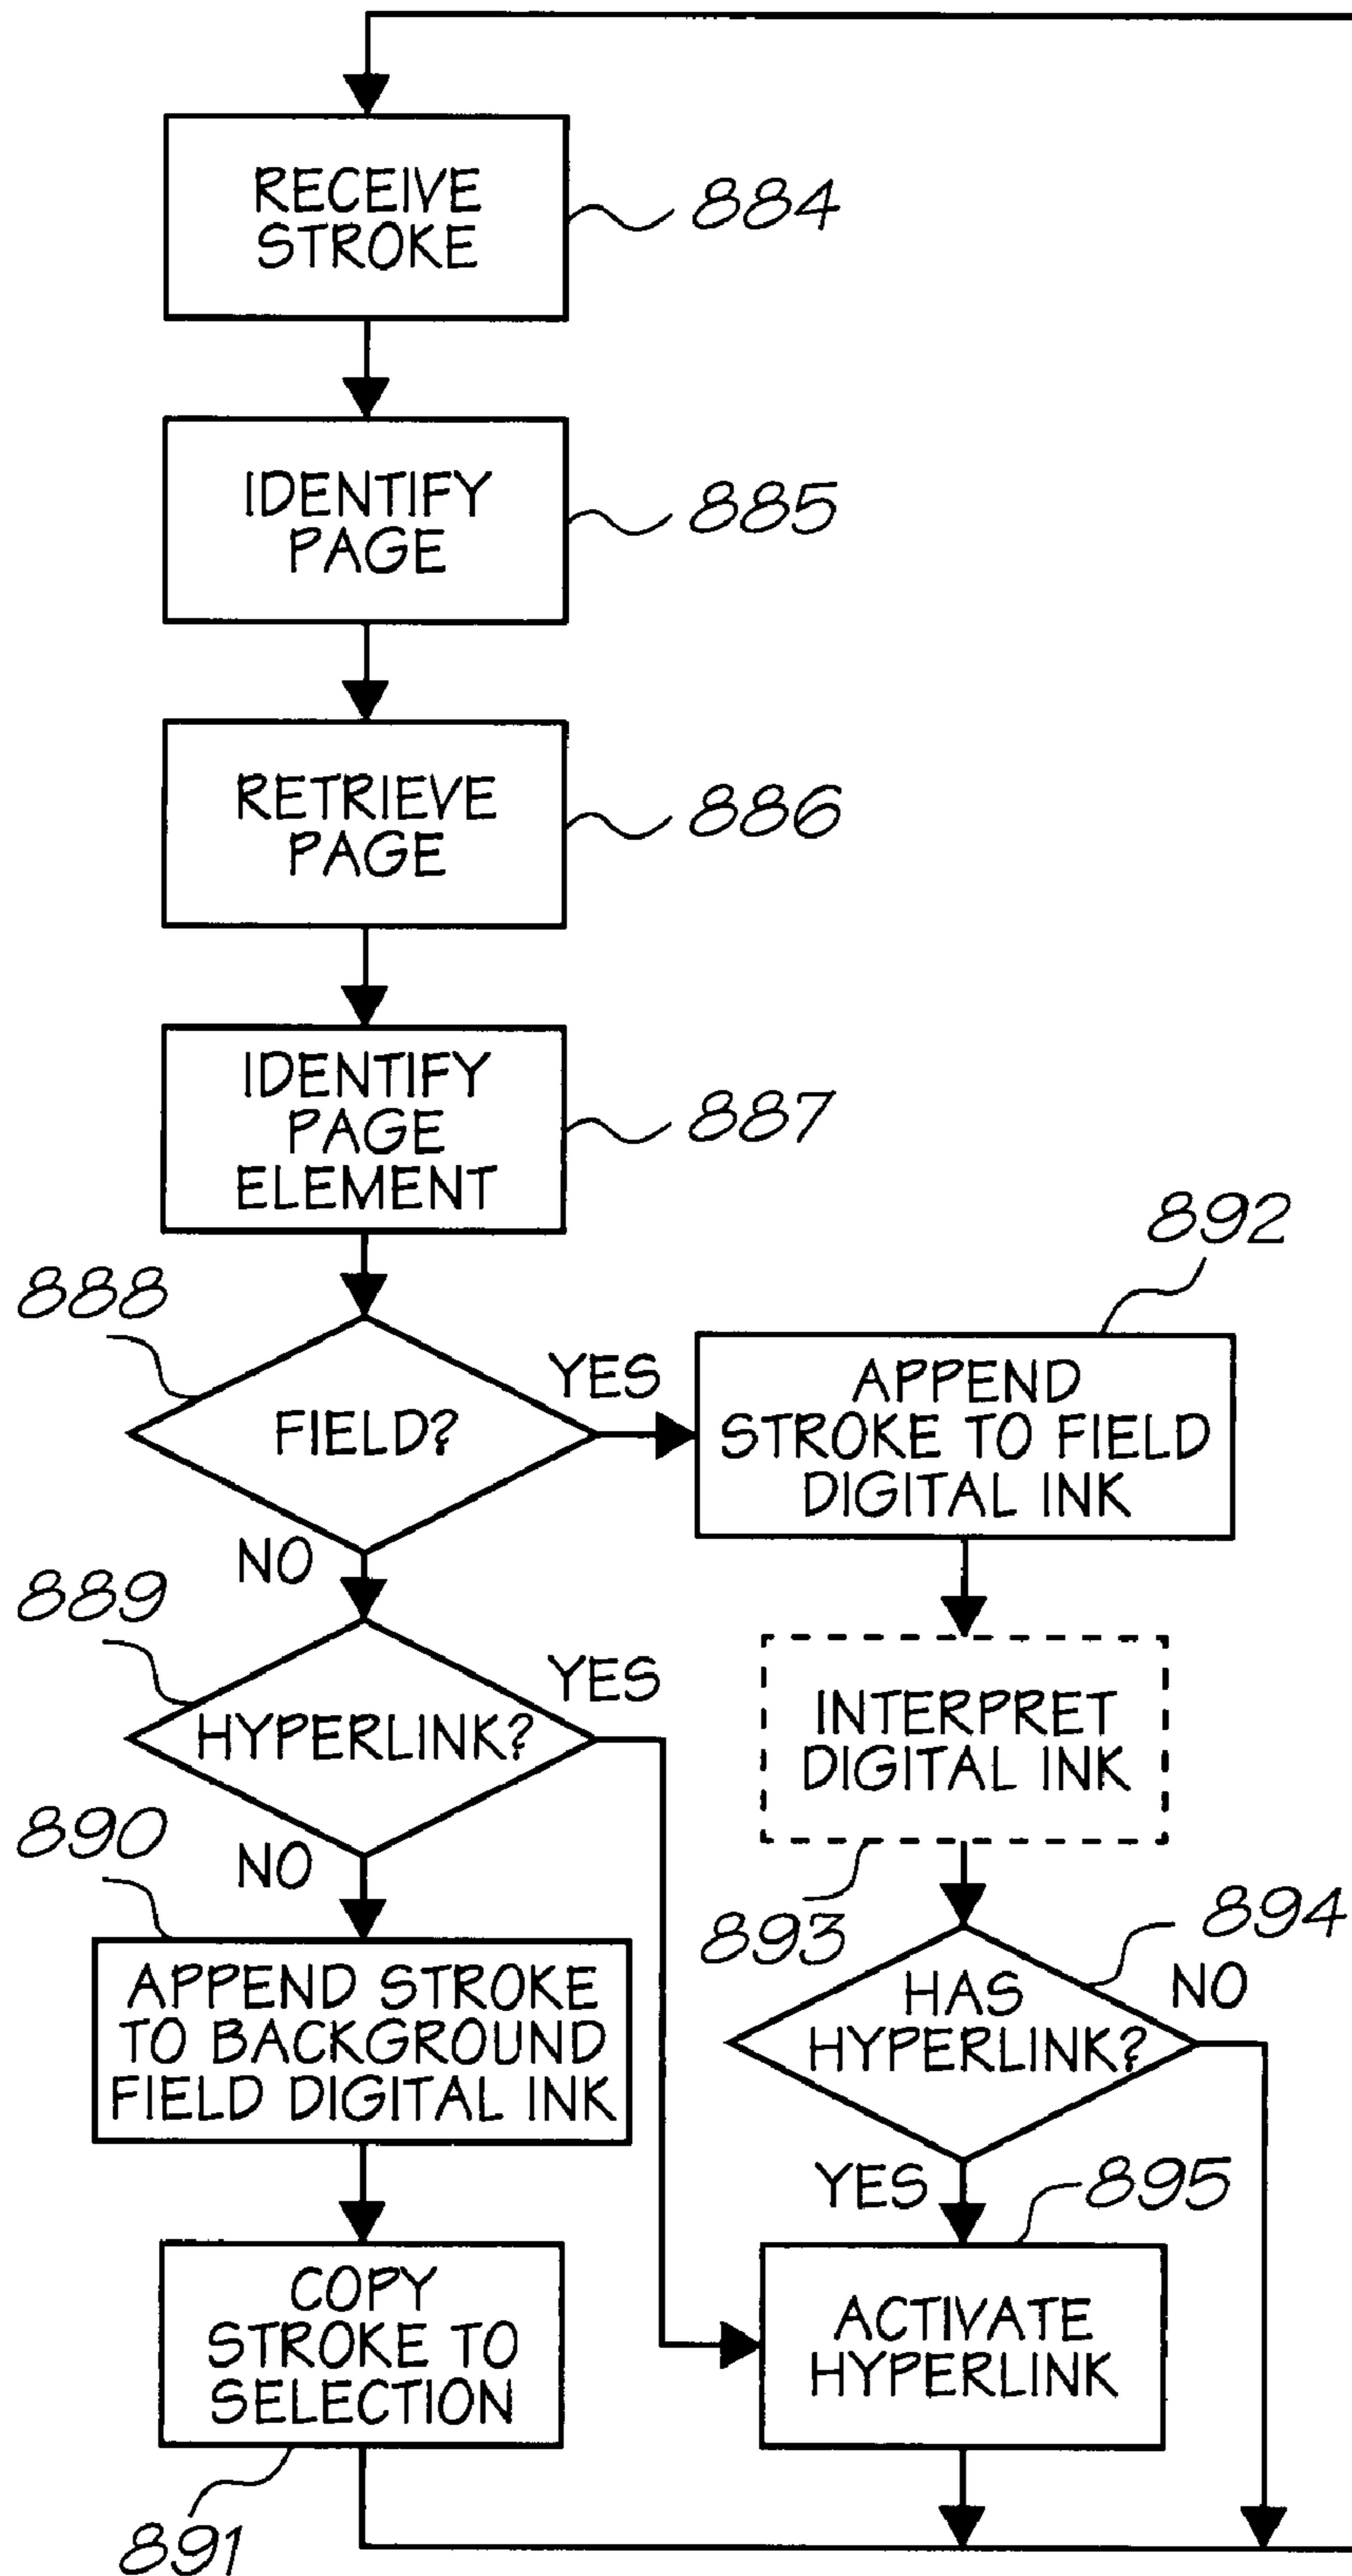 RECEIVE
STROKE
884
IDENTIFY
PAGE
885
RETRIEVE
PAGE
886
IDENTIFY
PAGE
ELEMENT
887
888
FIELD?
YES
NO
892
APPEND
STROKE TO FIELD
DIGITAL INK
889
HYPERLINK?
YES
NO
INTERPRET
DIGITAL INK
893
890
APPEND STROKE
TO BACKGROUND
FIELD DIGITAL INK
894
HAS
HYPERLINK?
NO
YES
895
COPY
STROKE TO
SELECTION
891
ACTIVATE
HYPERLINK